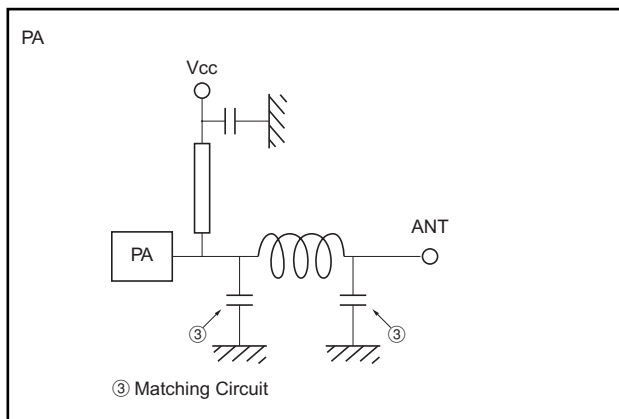 PA
Vcc
ANT
PA
③
③
③ Matching Circuit